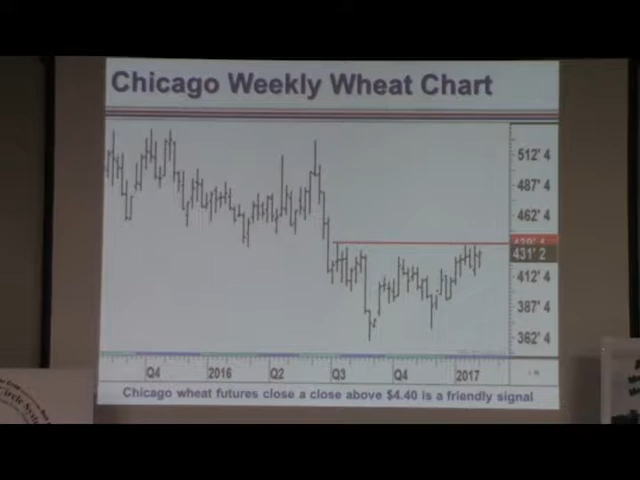 Chicago Weekly Wheat Chart
512' 4
487' 4
462' 4
431' 2
412' 4
387' 4
362' 4
Q4 2016 Q2 Q3 Q4 2017
Chicago wheat futures close a close above $4.40 is a friendly signal